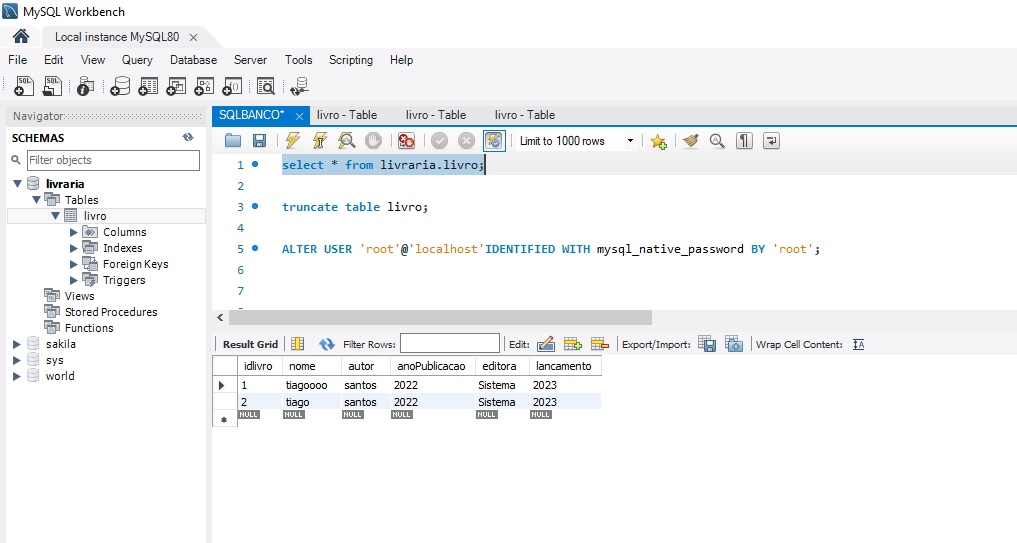 MySQL Workbench
Local instance MySQL80 ×
File Edit View Query Database Server Tools Scripting Help
Navigator
SCHEMAS
Filter objects
livraria
Tables
livro
Columns
Indexes
Foreign Keys
Triggers
Views
Stored Procedures
Functions
sakila
sys
world
SQLBANCO* × livro - Table livro - Table livro - Table
Limit to 1000 rows
1 select * from livraria.livro;
2
3 truncate table livro;
4
5 ALTER USER 'root'@'localhost'IDENTIFIED WITH mysql_native_password BY 'root';
6
7
Result Grid Filter Rows: Edit: Export/Import: Wrap Cell Content: IA
idlivro nome autor anoPublicacao editora lancamento
1 tiagoooo santos 2022 Sistema 2023
2 tiago santos 2022 Sistema 2023
NULL NULL NULL NULL NULL NULL